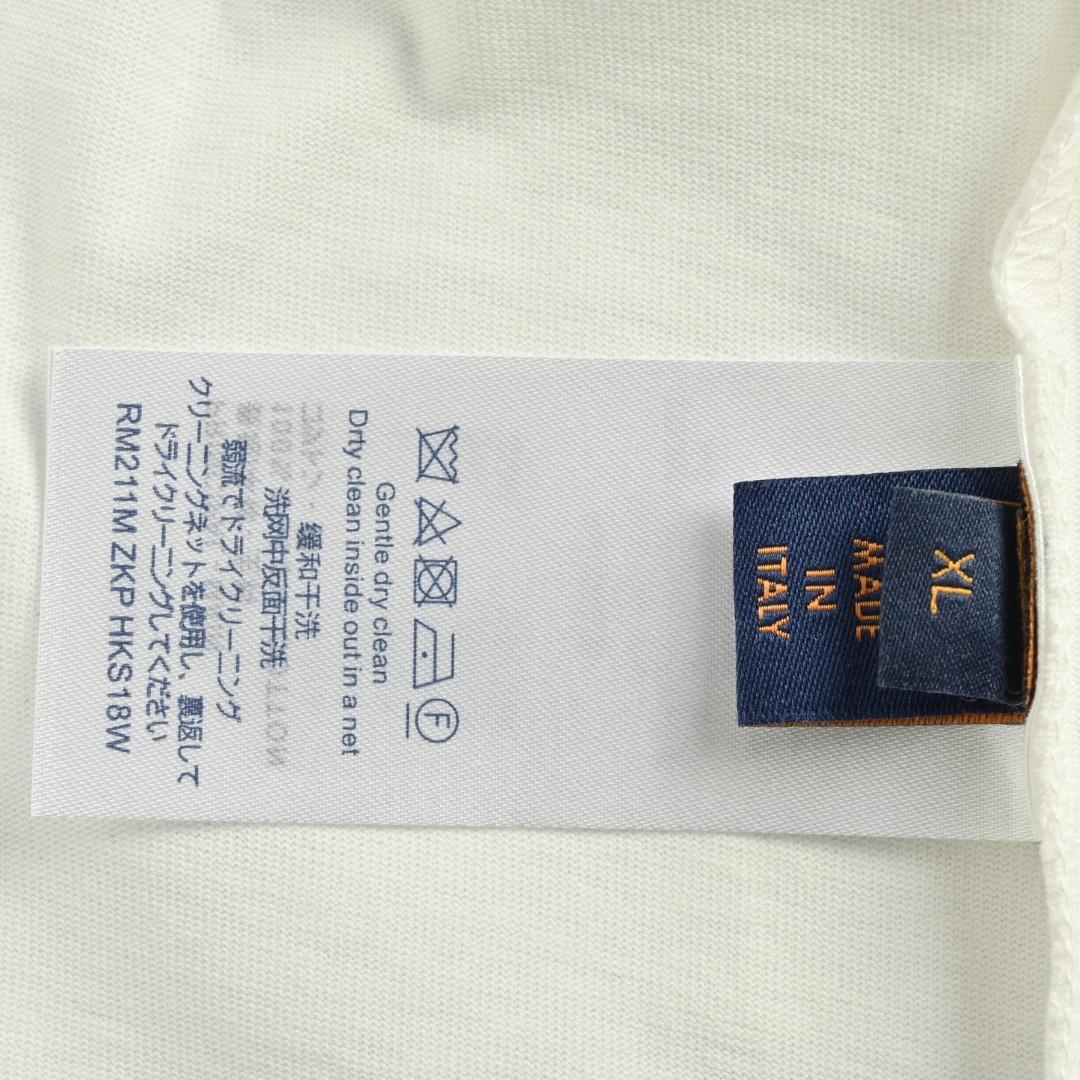 Gentle dry clean
Drty clean inside out in a net
缓和干洗
洗网中反面干洗
弱流でドライクリーニング
クリーニングネットを使用し、裏返して
ドライクリーニングしてください
RM211M ZKP HKS18W
XL
MADE
IN
ITALY
F